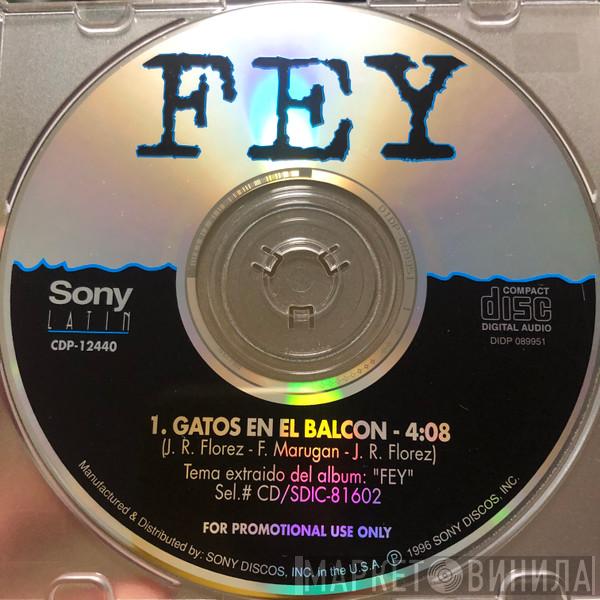 FEY
Sony
LATIN
CDP-12440
COMPACT
disc
DIGITAL AUDIO
DIDP 089951
1. GATOS EN EL BALCON - 4:08
(J. R. Florez - F. Marugan - J. R. Florez)
Tema extraido del album: "FEY"
Sel.# CD/SDIC-81602
FOR PROMOTIONAL USE ONLY
Manufactured & Distributed by: SONY DISCOS, INC. in the U.S.A. Ⓟ 1996 SONY DISCOS, INC.
МАРКЕТ ВИНИЛА